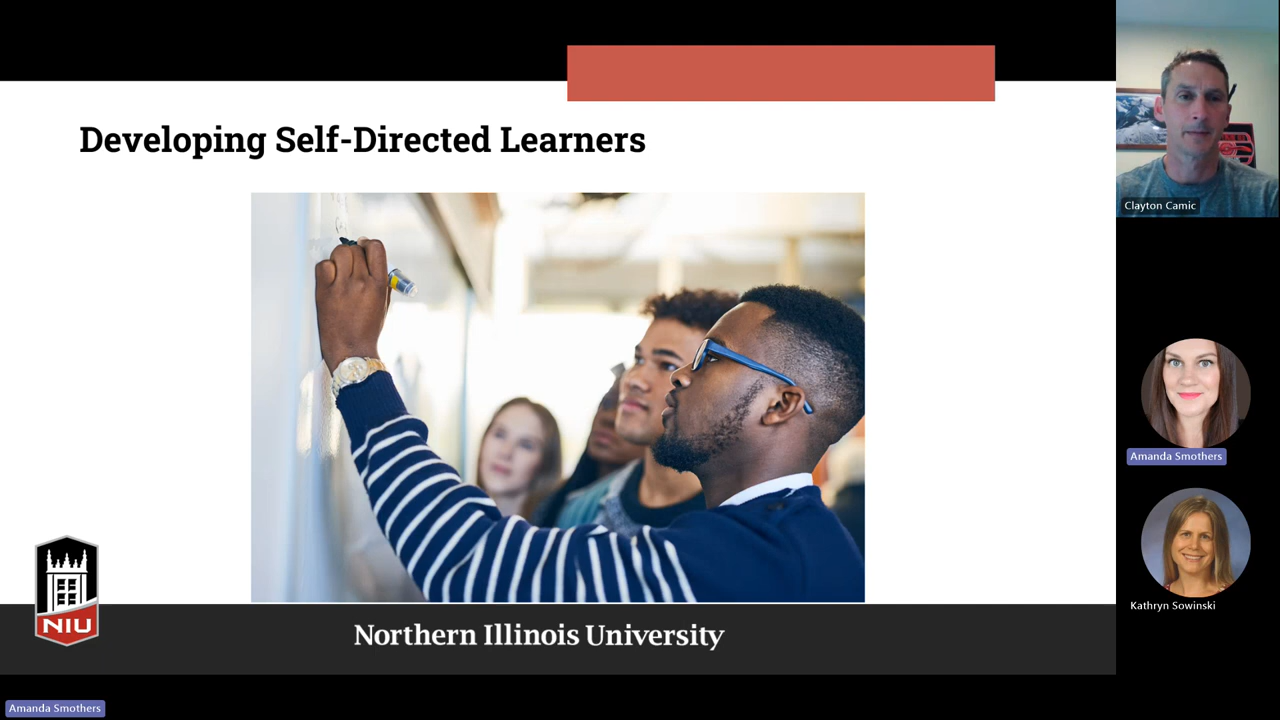 Developing Self-Directed Learners
NIU
Northern Illinois University
Amanda Smothers
Clayton Camic
Amanda Smothers
Kathryn Sowinski